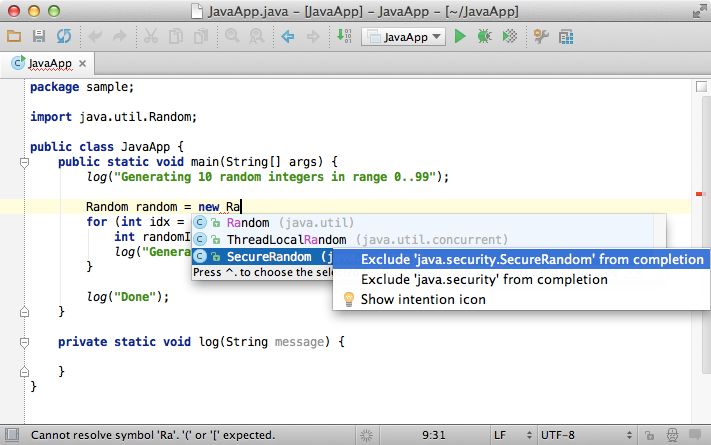 JavaApp.java – [JavaApp] – JavaApp – [~/JavaApp]
JavaApp
JavaApp
package sample;
import java.util.Random;
public class JavaApp {
public static void main(String[] args) {
log("Generating 10 random integers in range 0..99");
Random random = new Ra
for (int idx =
int randomI
log("Genera
}
log("Done");
}
private static void log(String message) {
}
}
Random (java.util)
ThreadLocalRandom (java.util.concurrent)
SecureRandom (j
Press ^. to choose the sele
Exclude 'java.security.SecureRandom' from completion
Exclude 'java.security' from completion
Show intention icon
Cannot resolve symbol 'Ra'. '(' or '[' expected.
9:31
LF
UTF-8